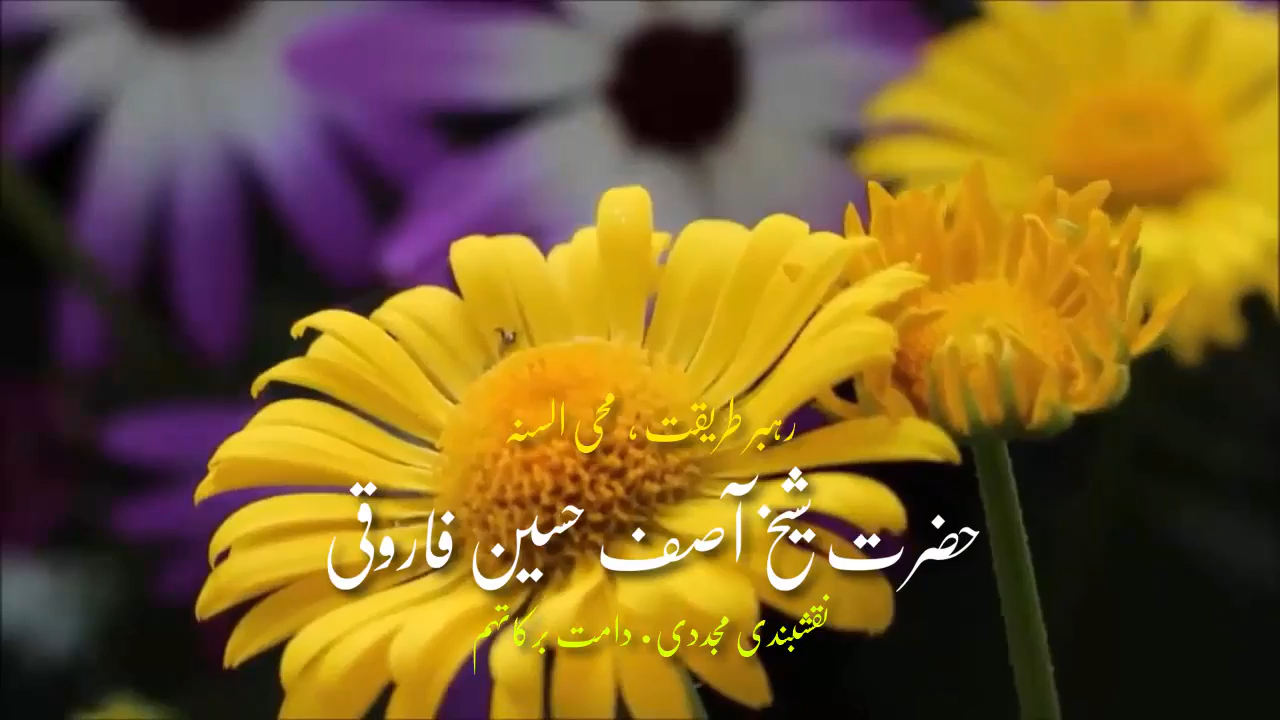 رہبر طریقت، محی السنہ
حضرت شیخ آصف حسین فاروقی
نقشبندی مجددی۔ دامت برکاتہم